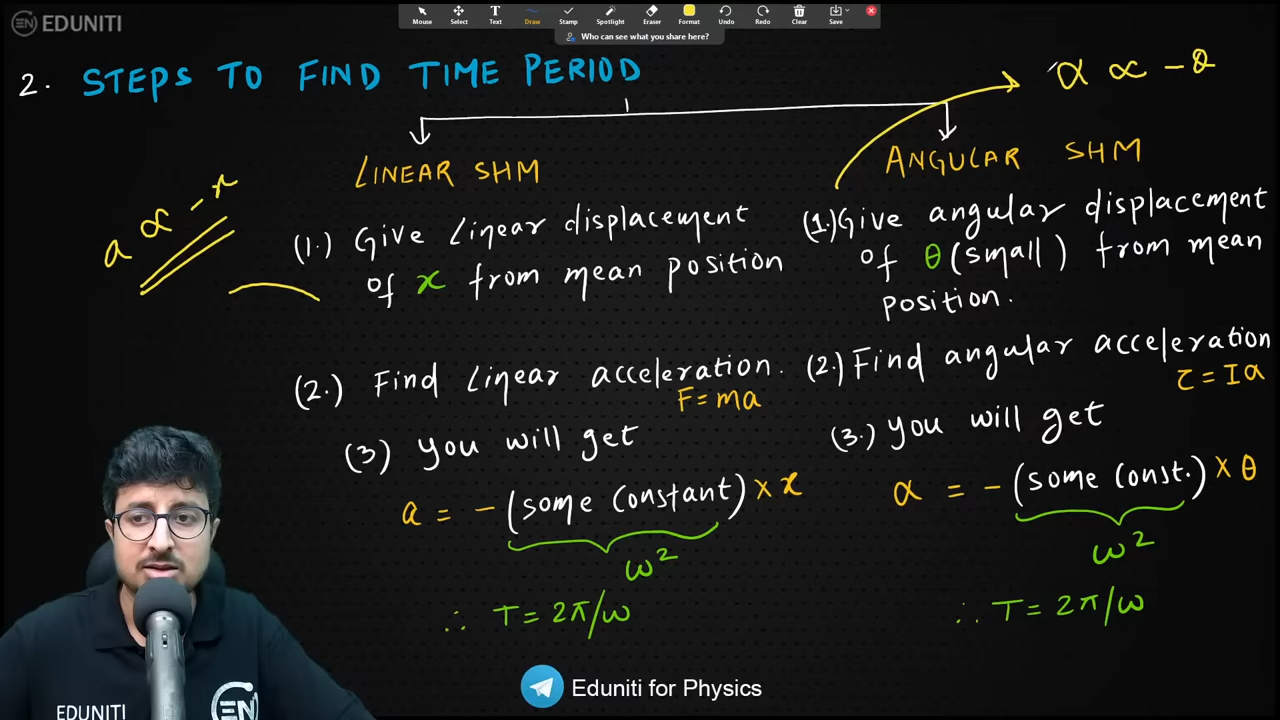 EDUNITI
Mouse Select Text Draw Stamp Spotlight Eraser Format Undo Redo Clear Save
Who can see what you share here?
2. STEPS TO FIND TIME PERIOD
α ∝ -θ
LINEAR SHM
a ∝ -x
(1.) Give Linear displacement
of x from mean position
(2.) Find Linear acceleration.
F=ma
(3) You will get
a = - (some constant) × x
ω²
∴ T = 2π/ω
ANGULAR SHM
(1.) Give angular displacement
of θ (small) from mean
position.
(2.) Find angular acceleration
τ = Iα
(3.) You will get
α = - (some const.) × θ
ω²
∴ T = 2π/ω
EDUNITI
EN
Eduniti for Physics